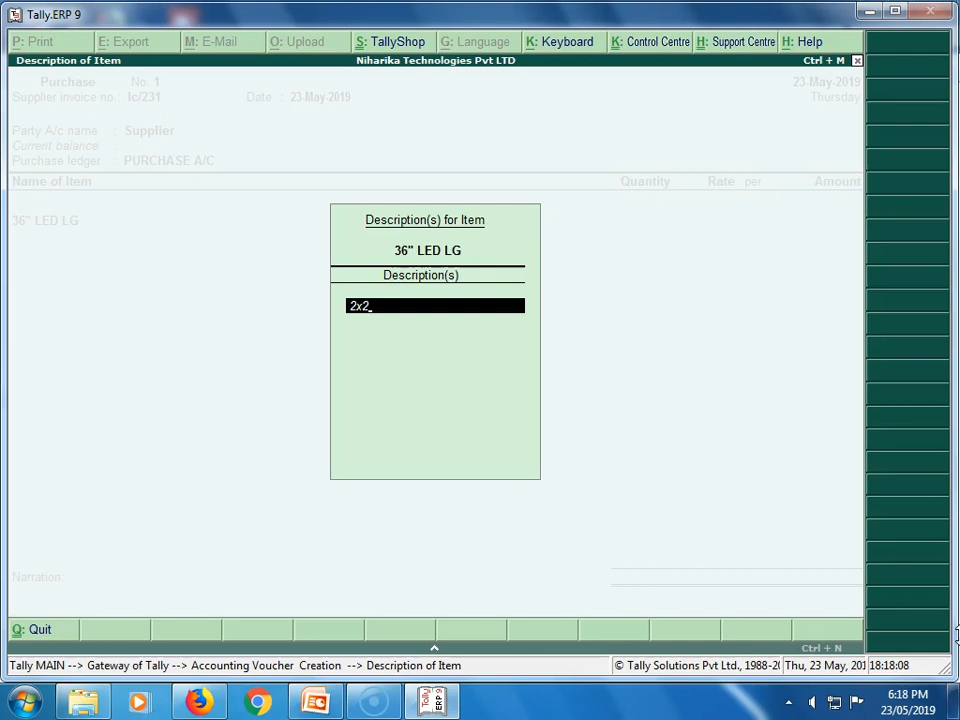 Tally.ERP 9
P: Print E: Export M: E-Mail O: Upload S: TallyShop G: Language K: Keyboard K: Control Centre H: Support Centre H: Help
Description of Item Niharika Technologies Pvt LTD Ctrl + M
Purchase No. 1 23-May-2019
Supplier invoice no.: lc/231 Date : 23-May-2019 Thursday
Party A/c name : Supplier
Current balance :
Purchase ledger : PURCHASE A/C
Name of Item Quantity Rate per Amount
36" LED LG
Description(s) for Item
36" LED LG
Description(s)
2x2
Narration:
Q: Quit
Ctrl + N
Tally MAIN --> Gateway of Tally --> Accounting Voucher Creation --> Description of Item © Tally Solutions Pvt Ltd., 1988-20 Thu, 23 May, 201 18:18:08
Tally ERP 9
6:18 PM
23/05/2019